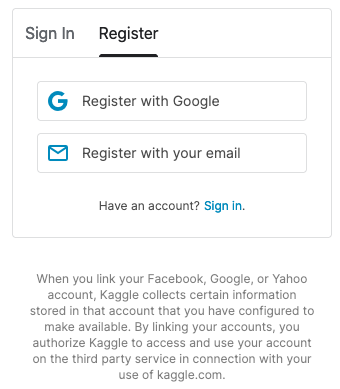 Sign In Register
Register with Google
Register with your email
Have an account? Sign in.
When you link your Facebook, Google, or Yahoo
account, Kaggle collects certain information
stored in that account that you have configured to
make available. By linking your accounts, you
authorize Kaggle to access and use your account
on the third party service in connection with your
use of kaggle.com.